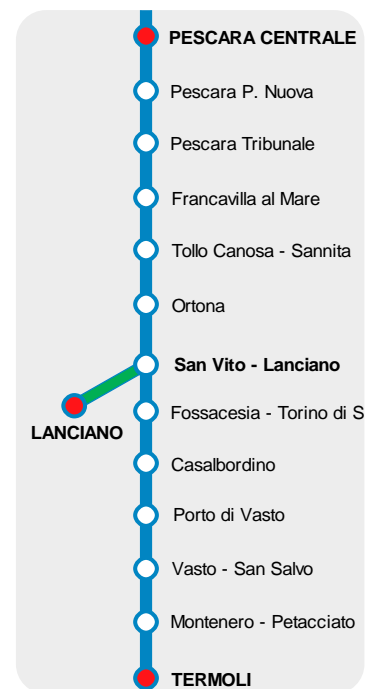 PESCARA CENTRALE
Pescara P. Nuova
Pescara Tribunale
Francavilla al Mare
Tollo Canosa - Sannita
Ortona
San Vito - Lanciano
Fossacesia - Torino di S
LANCIANO
Casalbordino
Porto di Vasto
Vasto - San Salvo
Montenero - Petacciato
TERMOLI